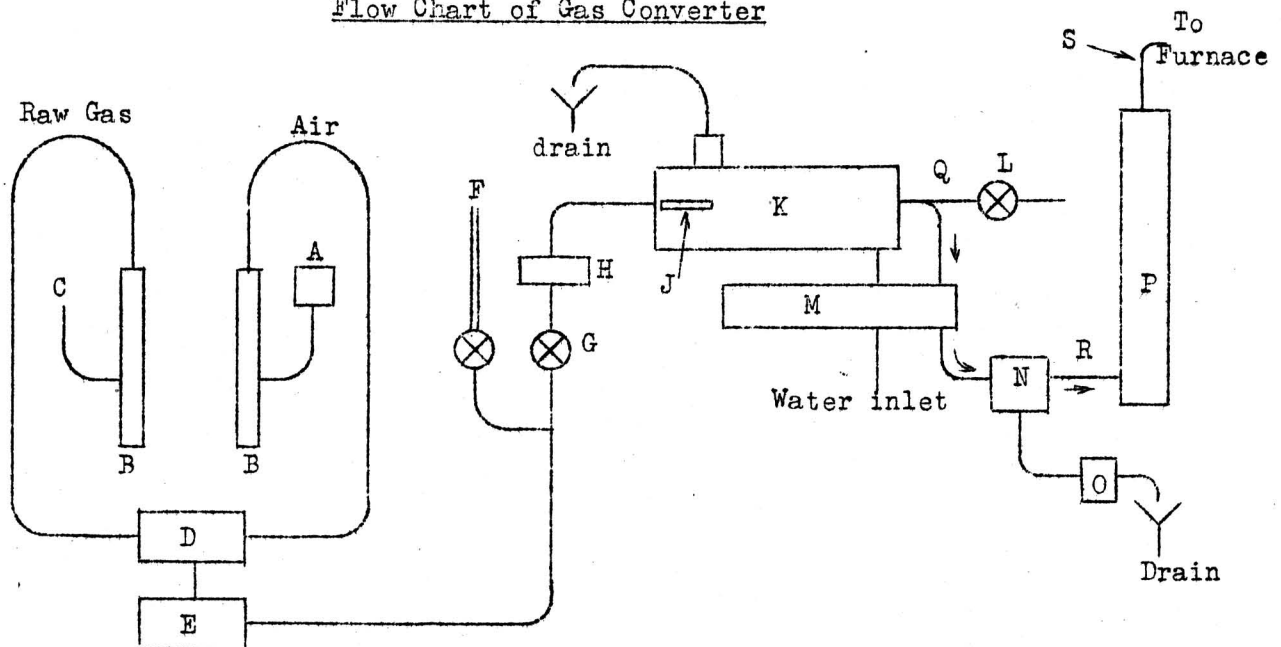 Flow Chart of Gas Converter
To
Furnace
S
Raw Gas
Air
drain
F
Q
L
K
A
C
H
J
M
P
G
R
N
Water inlet
B
B
O
D
Drain
E